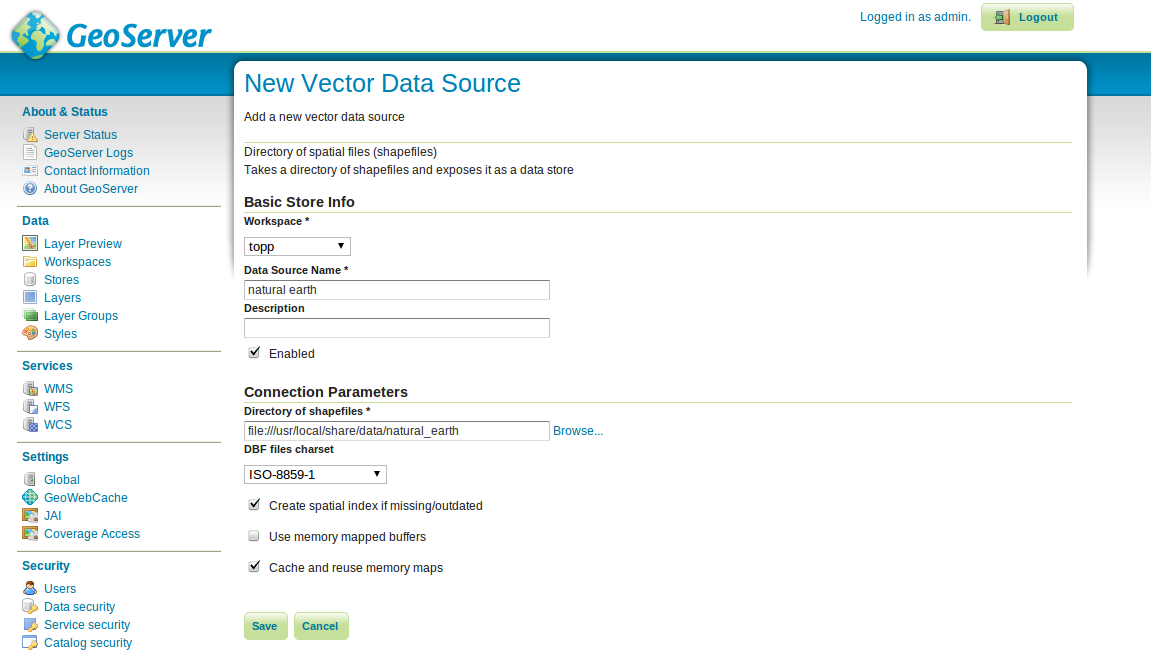 GeoServer
Logged in as admin.
Logout
About & Status
Server Status
GeoServer Logs
Contact Information
About GeoServer
Data
Layer Preview
Workspaces
Stores
Layers
Layer Groups
Styles
Services
WMS
WFS
WCS
Settings
Global
GeoWebCache
JAI
Coverage Access
Security
Users
Data security
Service security
Catalog security
New Vector Data Source
Add a new vector data source
Directory of spatial files (shapefiles)
Takes a directory of shapefiles and exposes it as a data store
Basic Store Info
Workspace *
topp
Data Source Name *
natural earth
Description
Enabled
Connection Parameters
Directory of shapefiles *
file:///usr/local/share/data/natural_earth Browse...
DBF files charset
ISO-8859-1
Create spatial index if missing/outdated
Use memory mapped buffers
Cache and reuse memory maps
Save Cancel